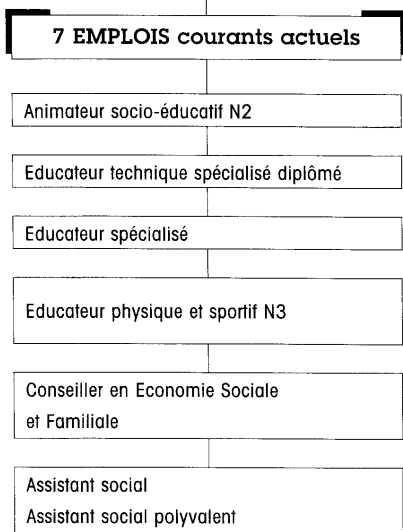 7 EMPLOIS courants actuels
Animateur socio-éducatif N2
Educateur technique spécialisé diplômé
Educateur spécialisé
Educateur physique et sportif N3
Conseiller en Economie Sociale
et Familiale
Assistant social
Assistant social polyvalent